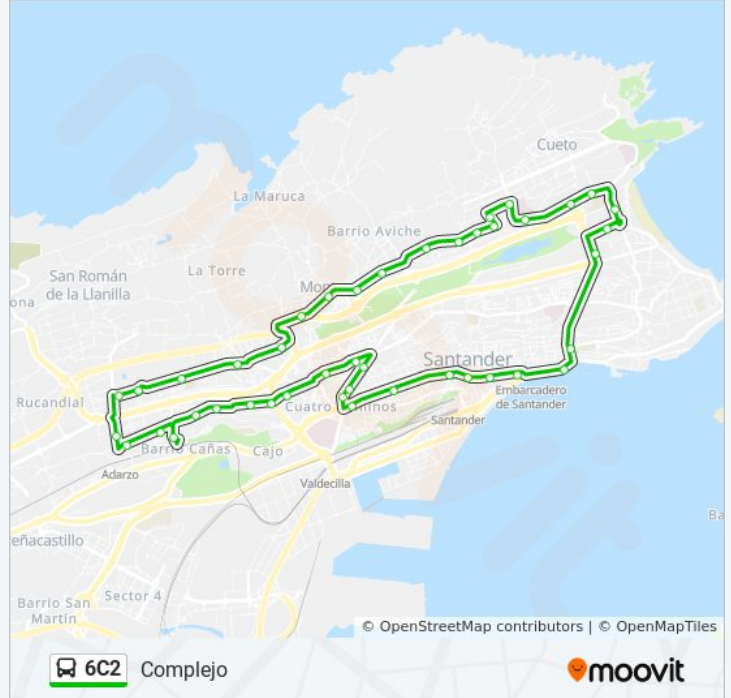 Cueto
La Maruca
Barrio Aviche
La Torre
San Román
de la Llanilla
ona
Mon
Santander
Rucandial
Embarcadero
de Santander
Cuatro
minos
Santander
Barrio Cañas
Cajo
Adarzo
Valdecilla
Ba
eñacastillo
Sector 4
Barrio San
Martín
© OpenStreetMap contributors | © OpenMapTiles
6C2 Complejo
moovit